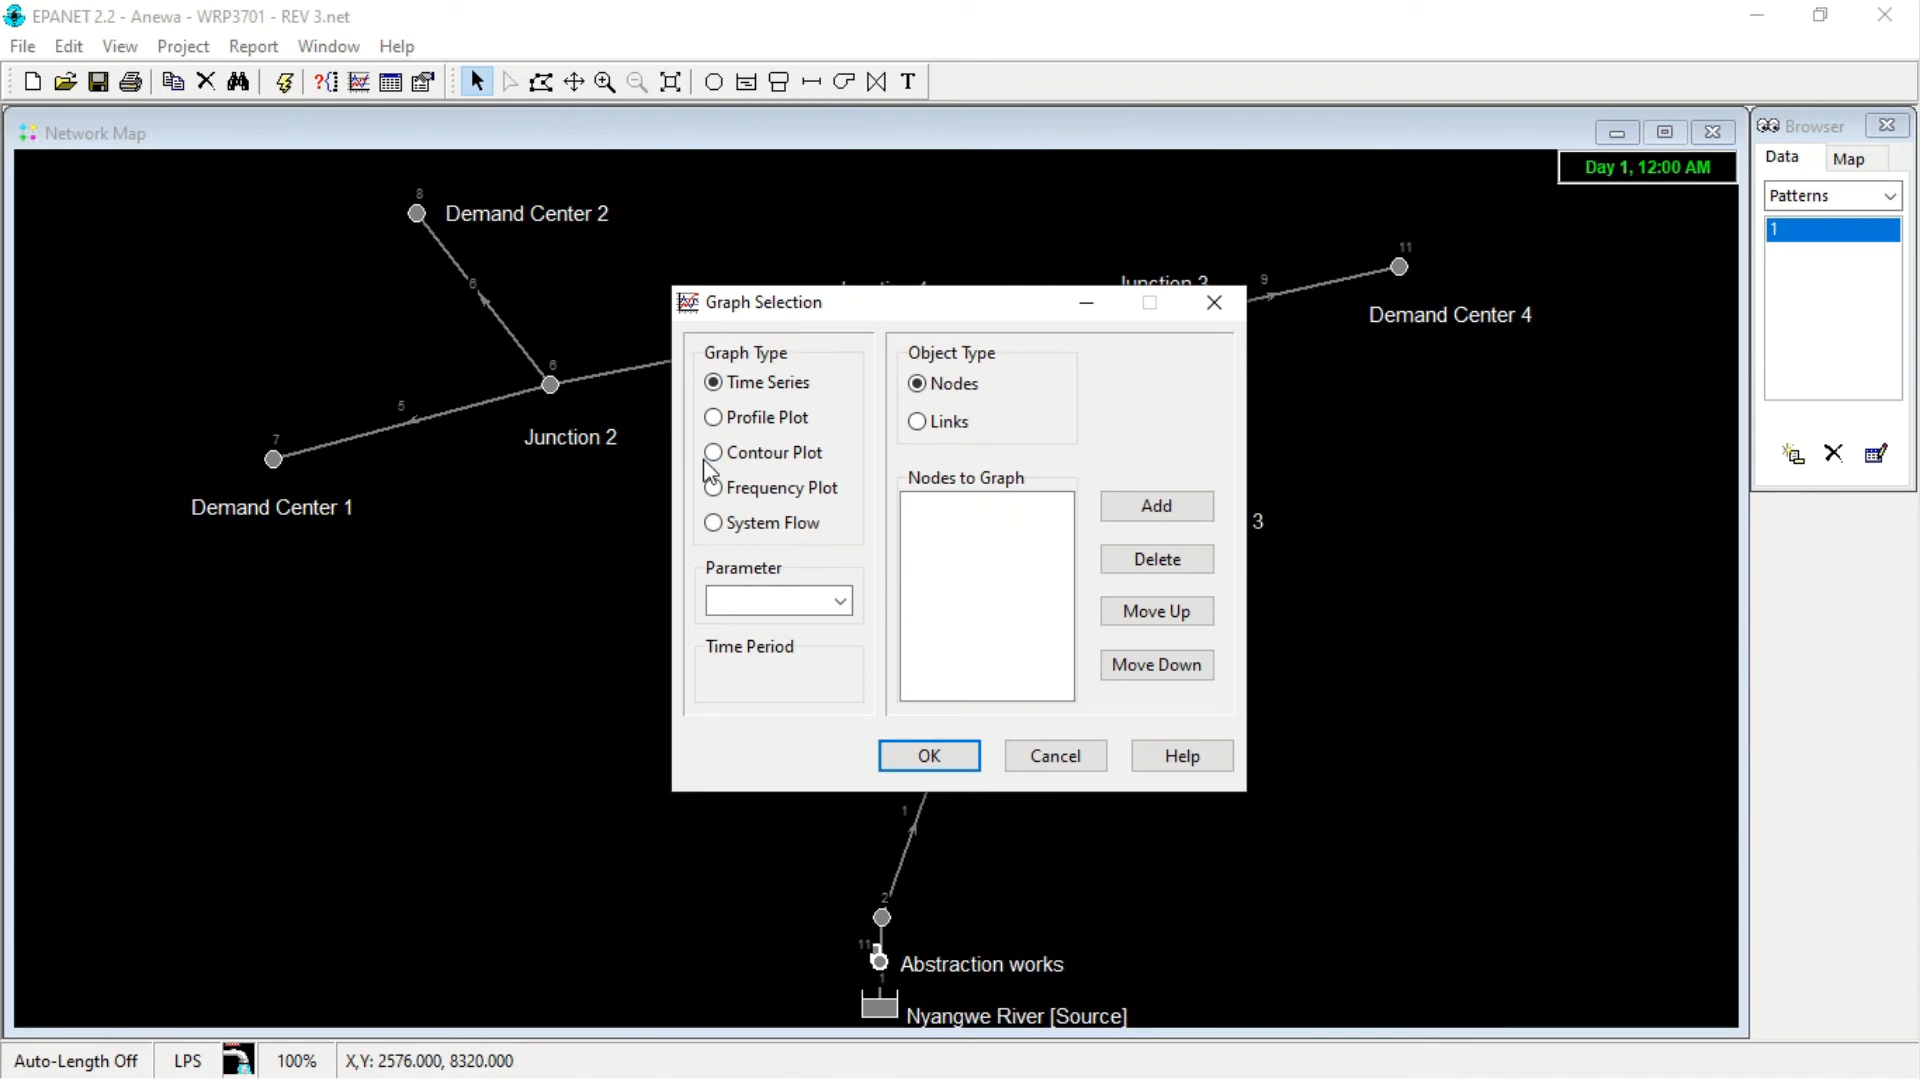 EPANET 2.2 - Anewa - WRP3701 - REV 3.net
File Edit View Project Report Window Help
Network Map
Day 1, 12:00 AM
Browser
Data Map
Patterns
1
8
Demand Center 2
6
6
5
7
Junction 2
Demand Center 1
Junction 3
9
11
Demand Center 4
3
Graph Selection
Graph Type
Time Series
Profile Plot
Contour Plot
Frequency Plot
System Flow
Parameter
Time Period
Object Type
Nodes
Links
Nodes to Graph
Add
Delete
Move Up
Move Down
OK Cancel Help
1
2
11
Abstraction works
1
Nyangwe River [Source]
Auto-Length Off LPS 100% X,Y: 2576.000, 8320.000